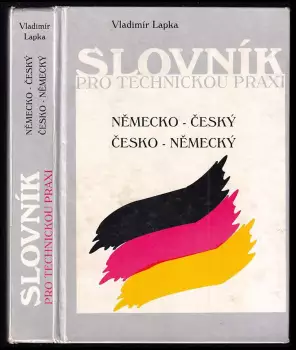 Vladimír
Lapka
NĚMECKO - ČESKÝ
ČESKO - NĚMECKÝ
SLOVNÍK
PRO TECHNICKOU PRAXI
Vladimír Lapka
SLOVNÍK
PRO TECHNICKOU PRAXI
NĚMECKO - ČESKÝ
ČESKO - NĚMECKÝ